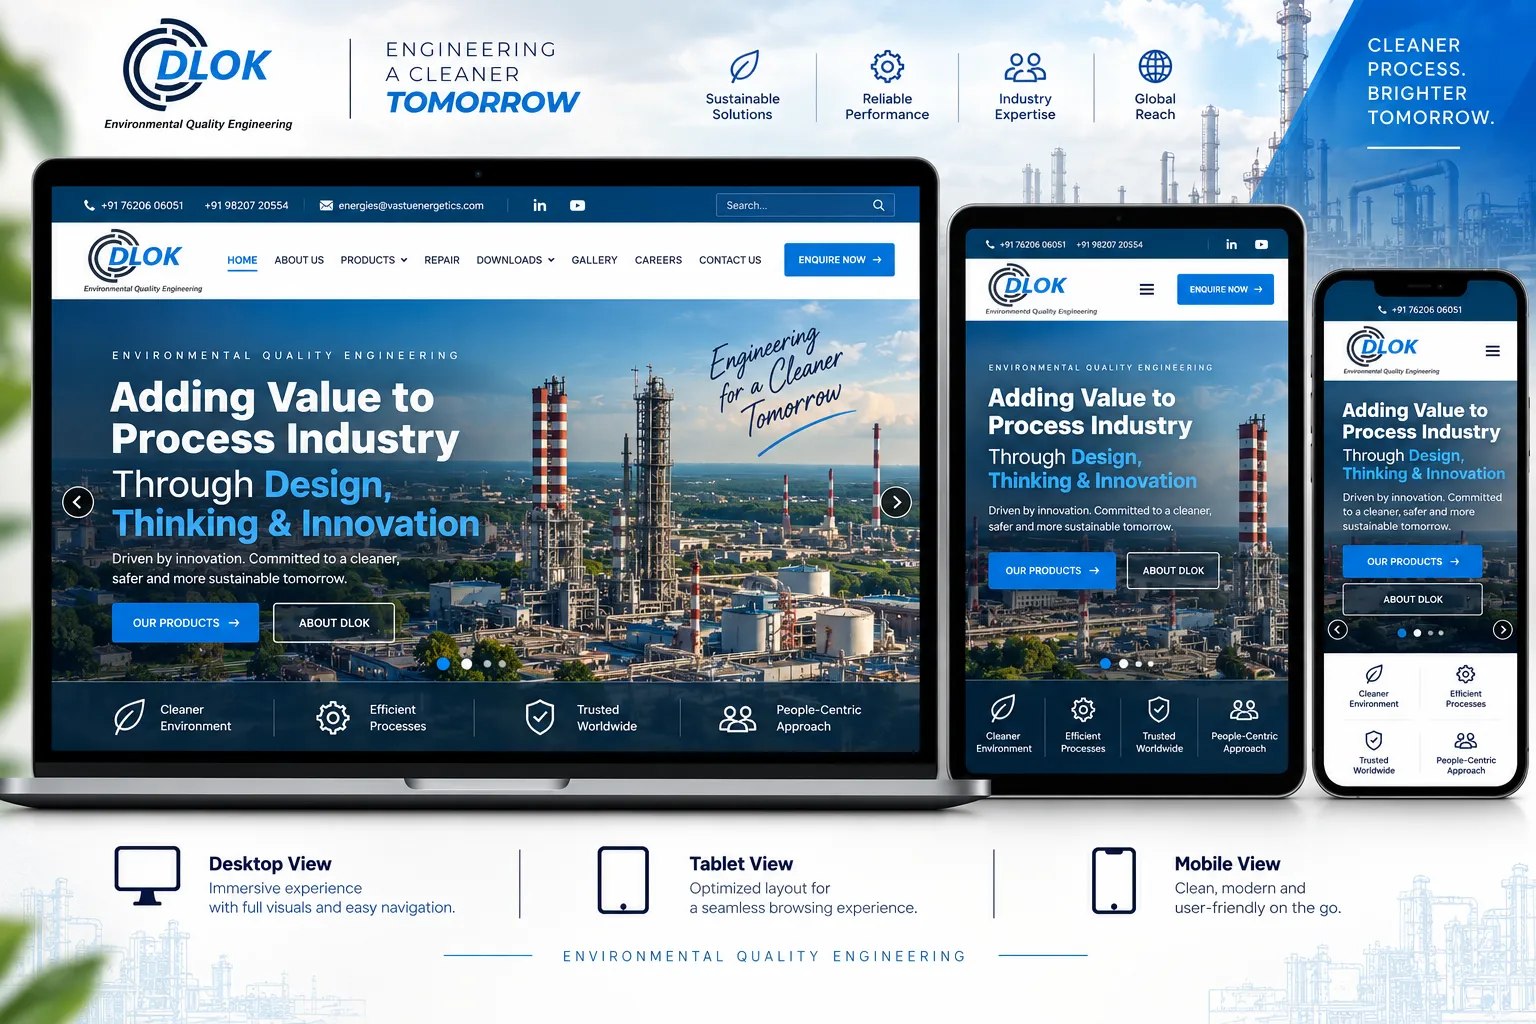 DLOK
Environmental Quality Engineering
ENGINEERING
A CLEANER
TOMORROW
Sustainable
Solutions
Reliable
Performance
Industry
Expertise
Global
Reach
CLEANER
PROCESS.
BRIGHTER
TOMORROW.
+91 76206 06051 +91 98207 20554 energies@vastuenergetics.com in Search...
DLOK
Environmental Quality Engineering
HOME ABOUT US PRODUCTS REPAIR DOWNLOADS GALLERY CAREERS CONTACT US ENQUIRE NOW →
ENVIRONMENTAL QUALITY ENGINEERING
Adding Value to
Process Industry
Through Design,
Thinking & Innovation
Driven by innovation. Committed to a cleaner,
safer and more sustainable tomorrow.
OUR PRODUCTS → ABOUT DLOK
Engineering
for a Cleaner
Tomorrow
Cleaner
Environment
Efficient
Processes
Trusted
Worldwide
People-Centric
Approach
+91 76206 06051 +91 98207 20554 in
DLOK
Environmental Quality Engineering
ENQUIRE NOW →
ENVIRONMENTAL QUALITY ENGINEERING
Adding Value to
Process Industry
Through Design,
Thinking & Innovation
Driven by innovation. Committed to a cleaner,
safer and more sustainable tomorrow.
OUR PRODUCTS → ABOUT DLOK
Cleaner
Environment
Efficient
Processes
Trusted
Worldwide
People-Centric
Approach
+91 76206 06051
DLOK
Environmental Quality Engineering
Adding Value to
Process Industry
Through Design,
Thinking & Innovation
Driven by innovation. Committed
to a cleaner, safer and more
sustainable tomorrow.
OUR PRODUCTS →
ABOUT DLOK
Cleaner
Environment
Efficient
Processes
Trusted
Worldwide
People-Centric
Approach
Desktop View
Immersive experience
with full visuals and easy navigation.
Tablet View
Optimized layout for
a seamless browsing experience.
Mobile View
Clean, modern and
user-friendly on the go.
ENVIRONMENTAL QUALITY ENGINEERING